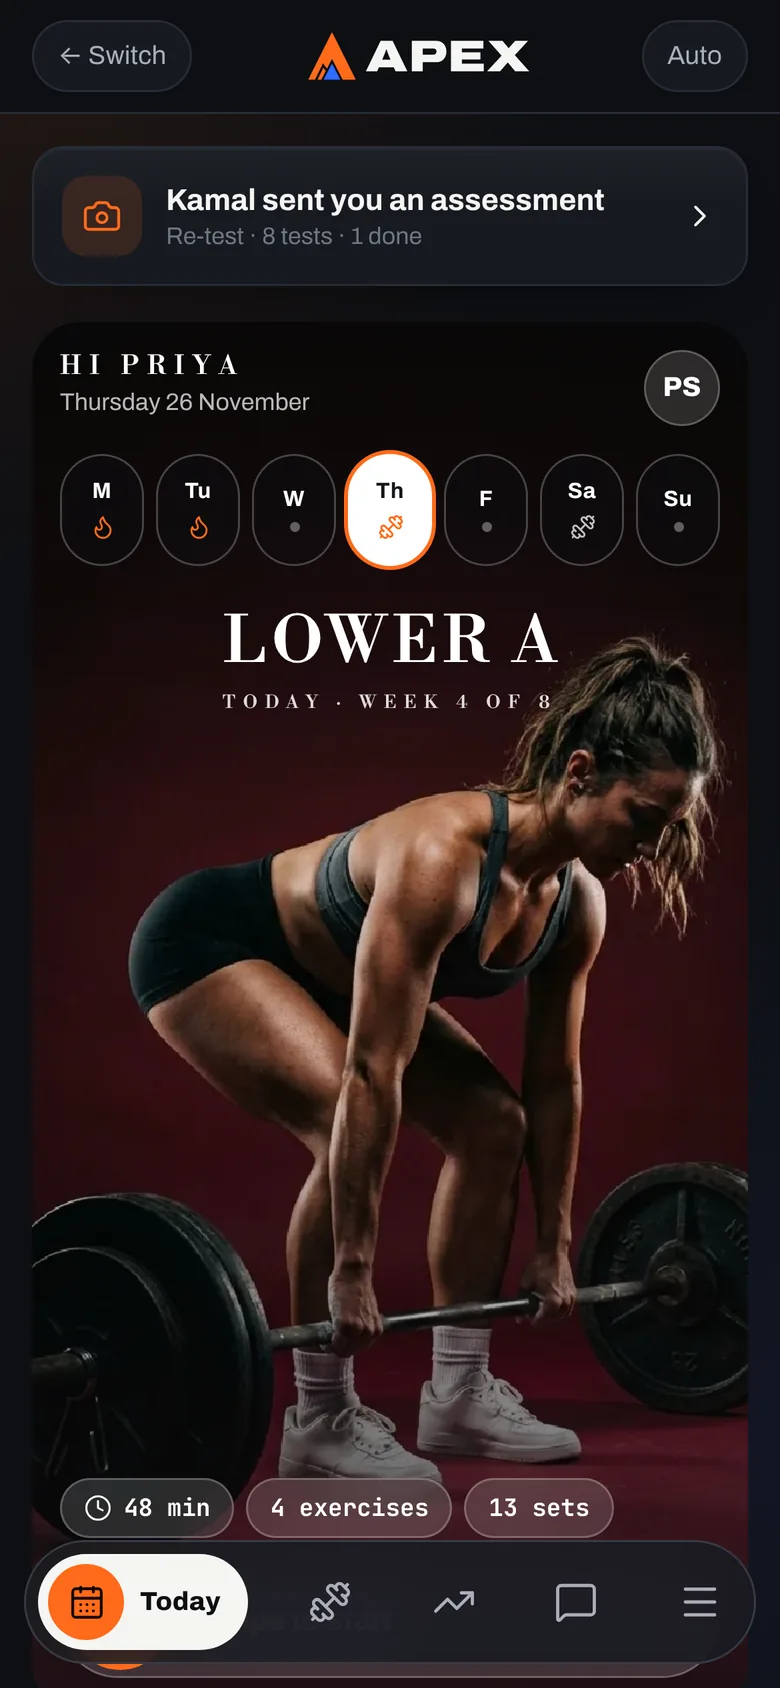 ← Switch
APEX
Auto
Kamal sent you an assessment
Re-test · 8 tests · 1 done
HI PRIYA
Thursday 26 November
PS
M Tu W Th F Sa Su
LOWER A
TODAY · WEEK 4 OF 8
48 min
4 exercises
13 sets
Today